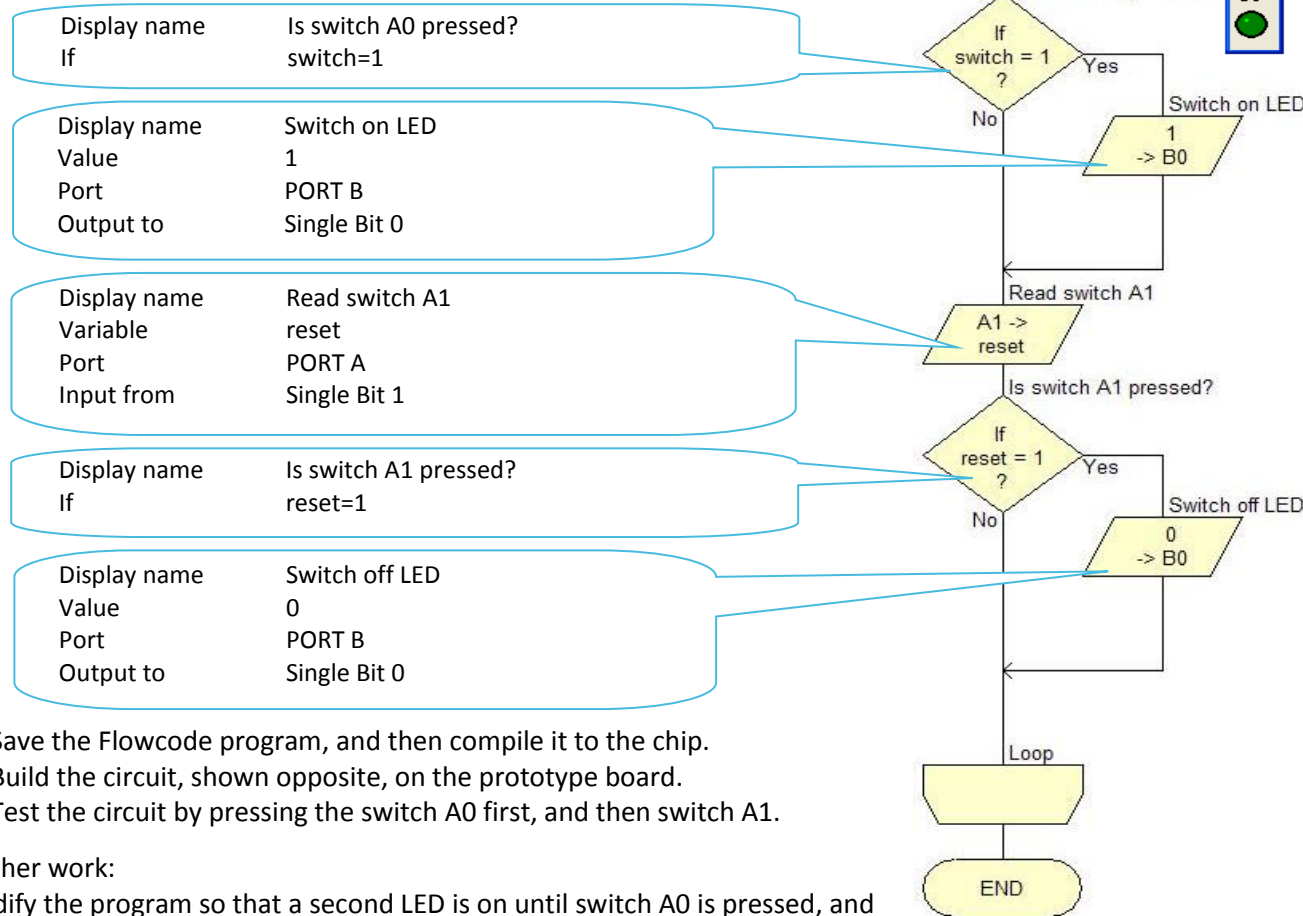 Display name Is switch A0 pressed?
If switch=1
Display name Switch on LED
Value 1
Port PORT B
Output to Single Bit 0
Display name Read switch A1
Variable reset
Port PORT A
Input from Single Bit 1
Display name Is switch A1 pressed?
If reset=1
Display name Switch off LED
Value 0
Port PORT B
Output to Single Bit 0
Save the Flowcode program, and then compile it to the chip.
Build the circuit, shown opposite, on the prototype board.
Test the circuit by pressing the switch A0 first, and then switch A1.
her work:
dify the program so that a second LED is on until switch A0 is pressed, and
If
switch = 1
?
Yes
No
Switch on LED
1
-> B0
Read switch A1
A1 ->
reset
Is switch A1 pressed?
If
reset = 1
?
Yes
No
Switch off LED
0
-> B0
Loop
END